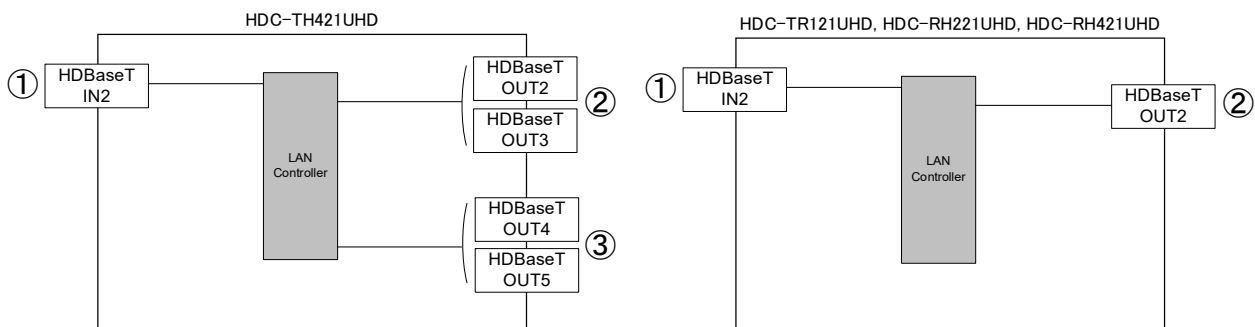 HDC-TH421UHD
① HDBaseT
IN2
LAN
Controller
HDBaseT
OUT2
②
HDBaseT
OUT3
HDBaseT
OUT4
③
HDBaseT
OUT5
HDC-TR121UHD, HDC-RH221UHD, HDC-RH421UHD
① HDBaseT
IN2
LAN
Controller
HDBaseT
OUT2
②